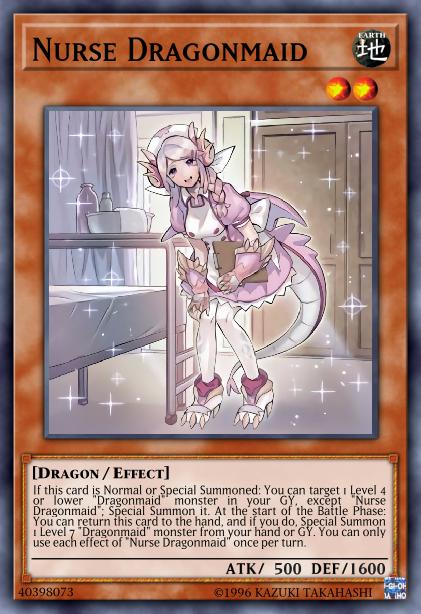 Nurse Dragonmaid
EARTH
地
[Dragon / Effect]
If this card is Normal or Special Summoned: You can target 1 Level 4
or lower "Dragonmaid" monster in your GY, except "Nurse
Dragonmaid"; Special Summon it. At the start of the Battle Phase:
You can return this card to the hand, and if you do, Special Summon
1 Level 7 "Dragonmaid" monster from your hand or GY. You can only
use each effect of "Nurse Dragonmaid" once per turn.
ATK/ 500 DEF/1600
40398073
©1996 KAZUKI TAKAHASHI